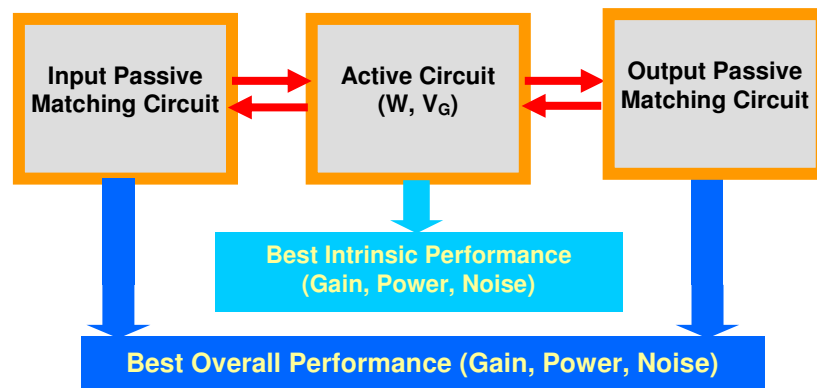 Input Passive
Matching Circuit
Active Circuit
(W, V_G)
Output Passive
Matching Circuit
Best Intrinsic Performance
(Gain, Power, Noise)
Best Overall Performance (Gain, Power, Noise)